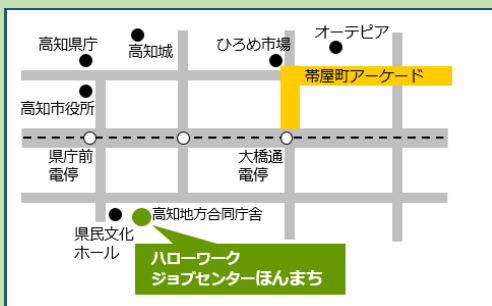 オーテピア
高知県庁
高知城
ひろめ市場
帯屋町アーケード
高知市役所
県庁前
電停
大橋通
電停
高知地方合同庁舎
県民文化
ホール
ハローワーク
ジョブセンターほんまち